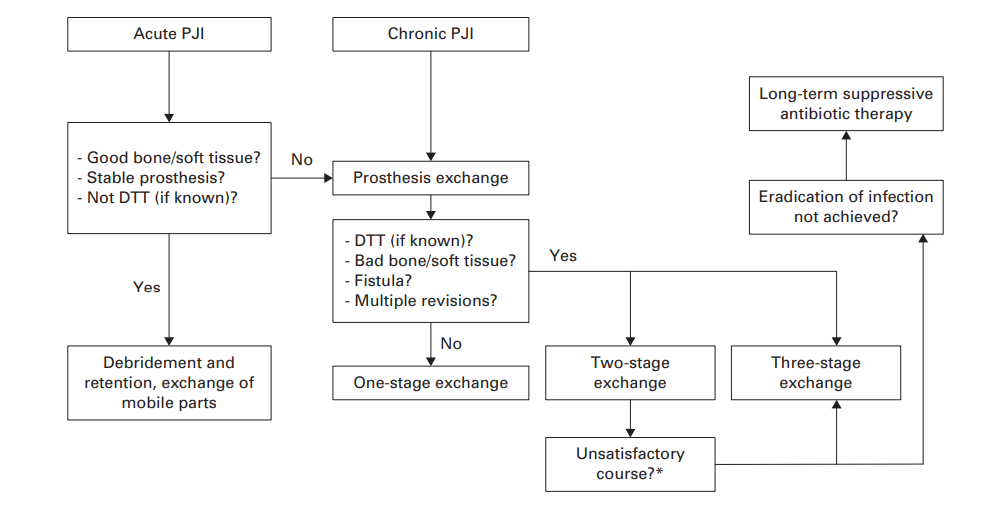 Acute PJI
Chronic PJI
- Good bone/soft tissue?
- Stable prosthesis?
- Not DTT (if known)?
No
Yes
Debridement and
retention, exchange of
mobile parts
Prosthesis exchange
- DTT (if known)?
- Bad bone/soft tissue?
- Fistula?
- Multiple revisions?
Yes
No
One-stage exchange
Two-stage
exchange
Three-stage
exchange
Unsatisfactory
course?*
Eradication of infection
not achieved?
Long-term suppressive
antibiotic therapy